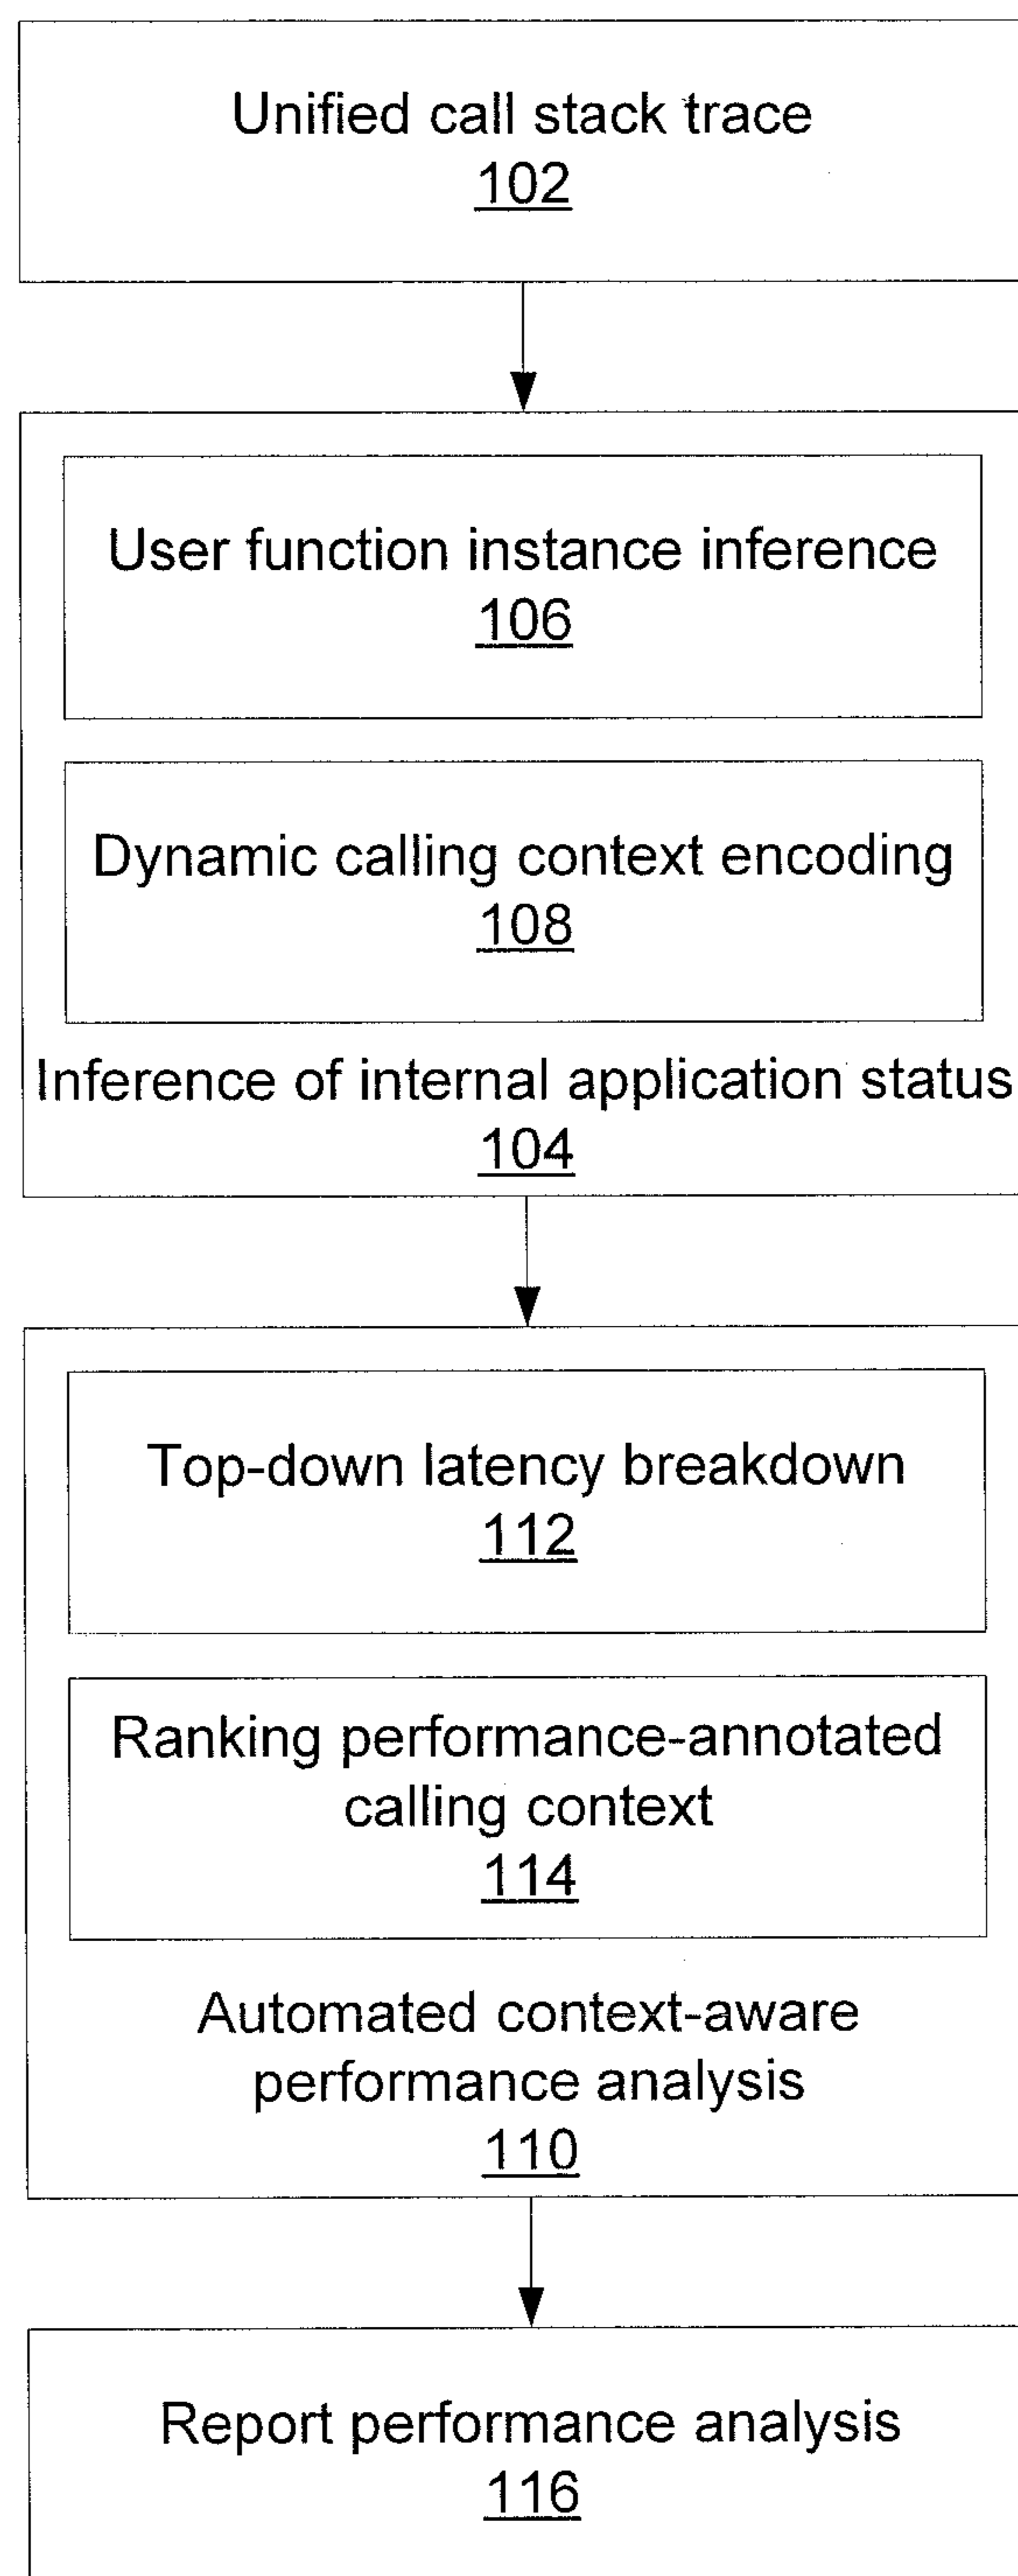 Unified call stack trace
102
User function instance inference
106
Dynamic calling context encoding
108
Inference of internal application status
104
Top-down latency breakdown
112
Ranking performance-annotated
calling context
114
Automated context-aware
performance analysis
110
Report performance analysis
116